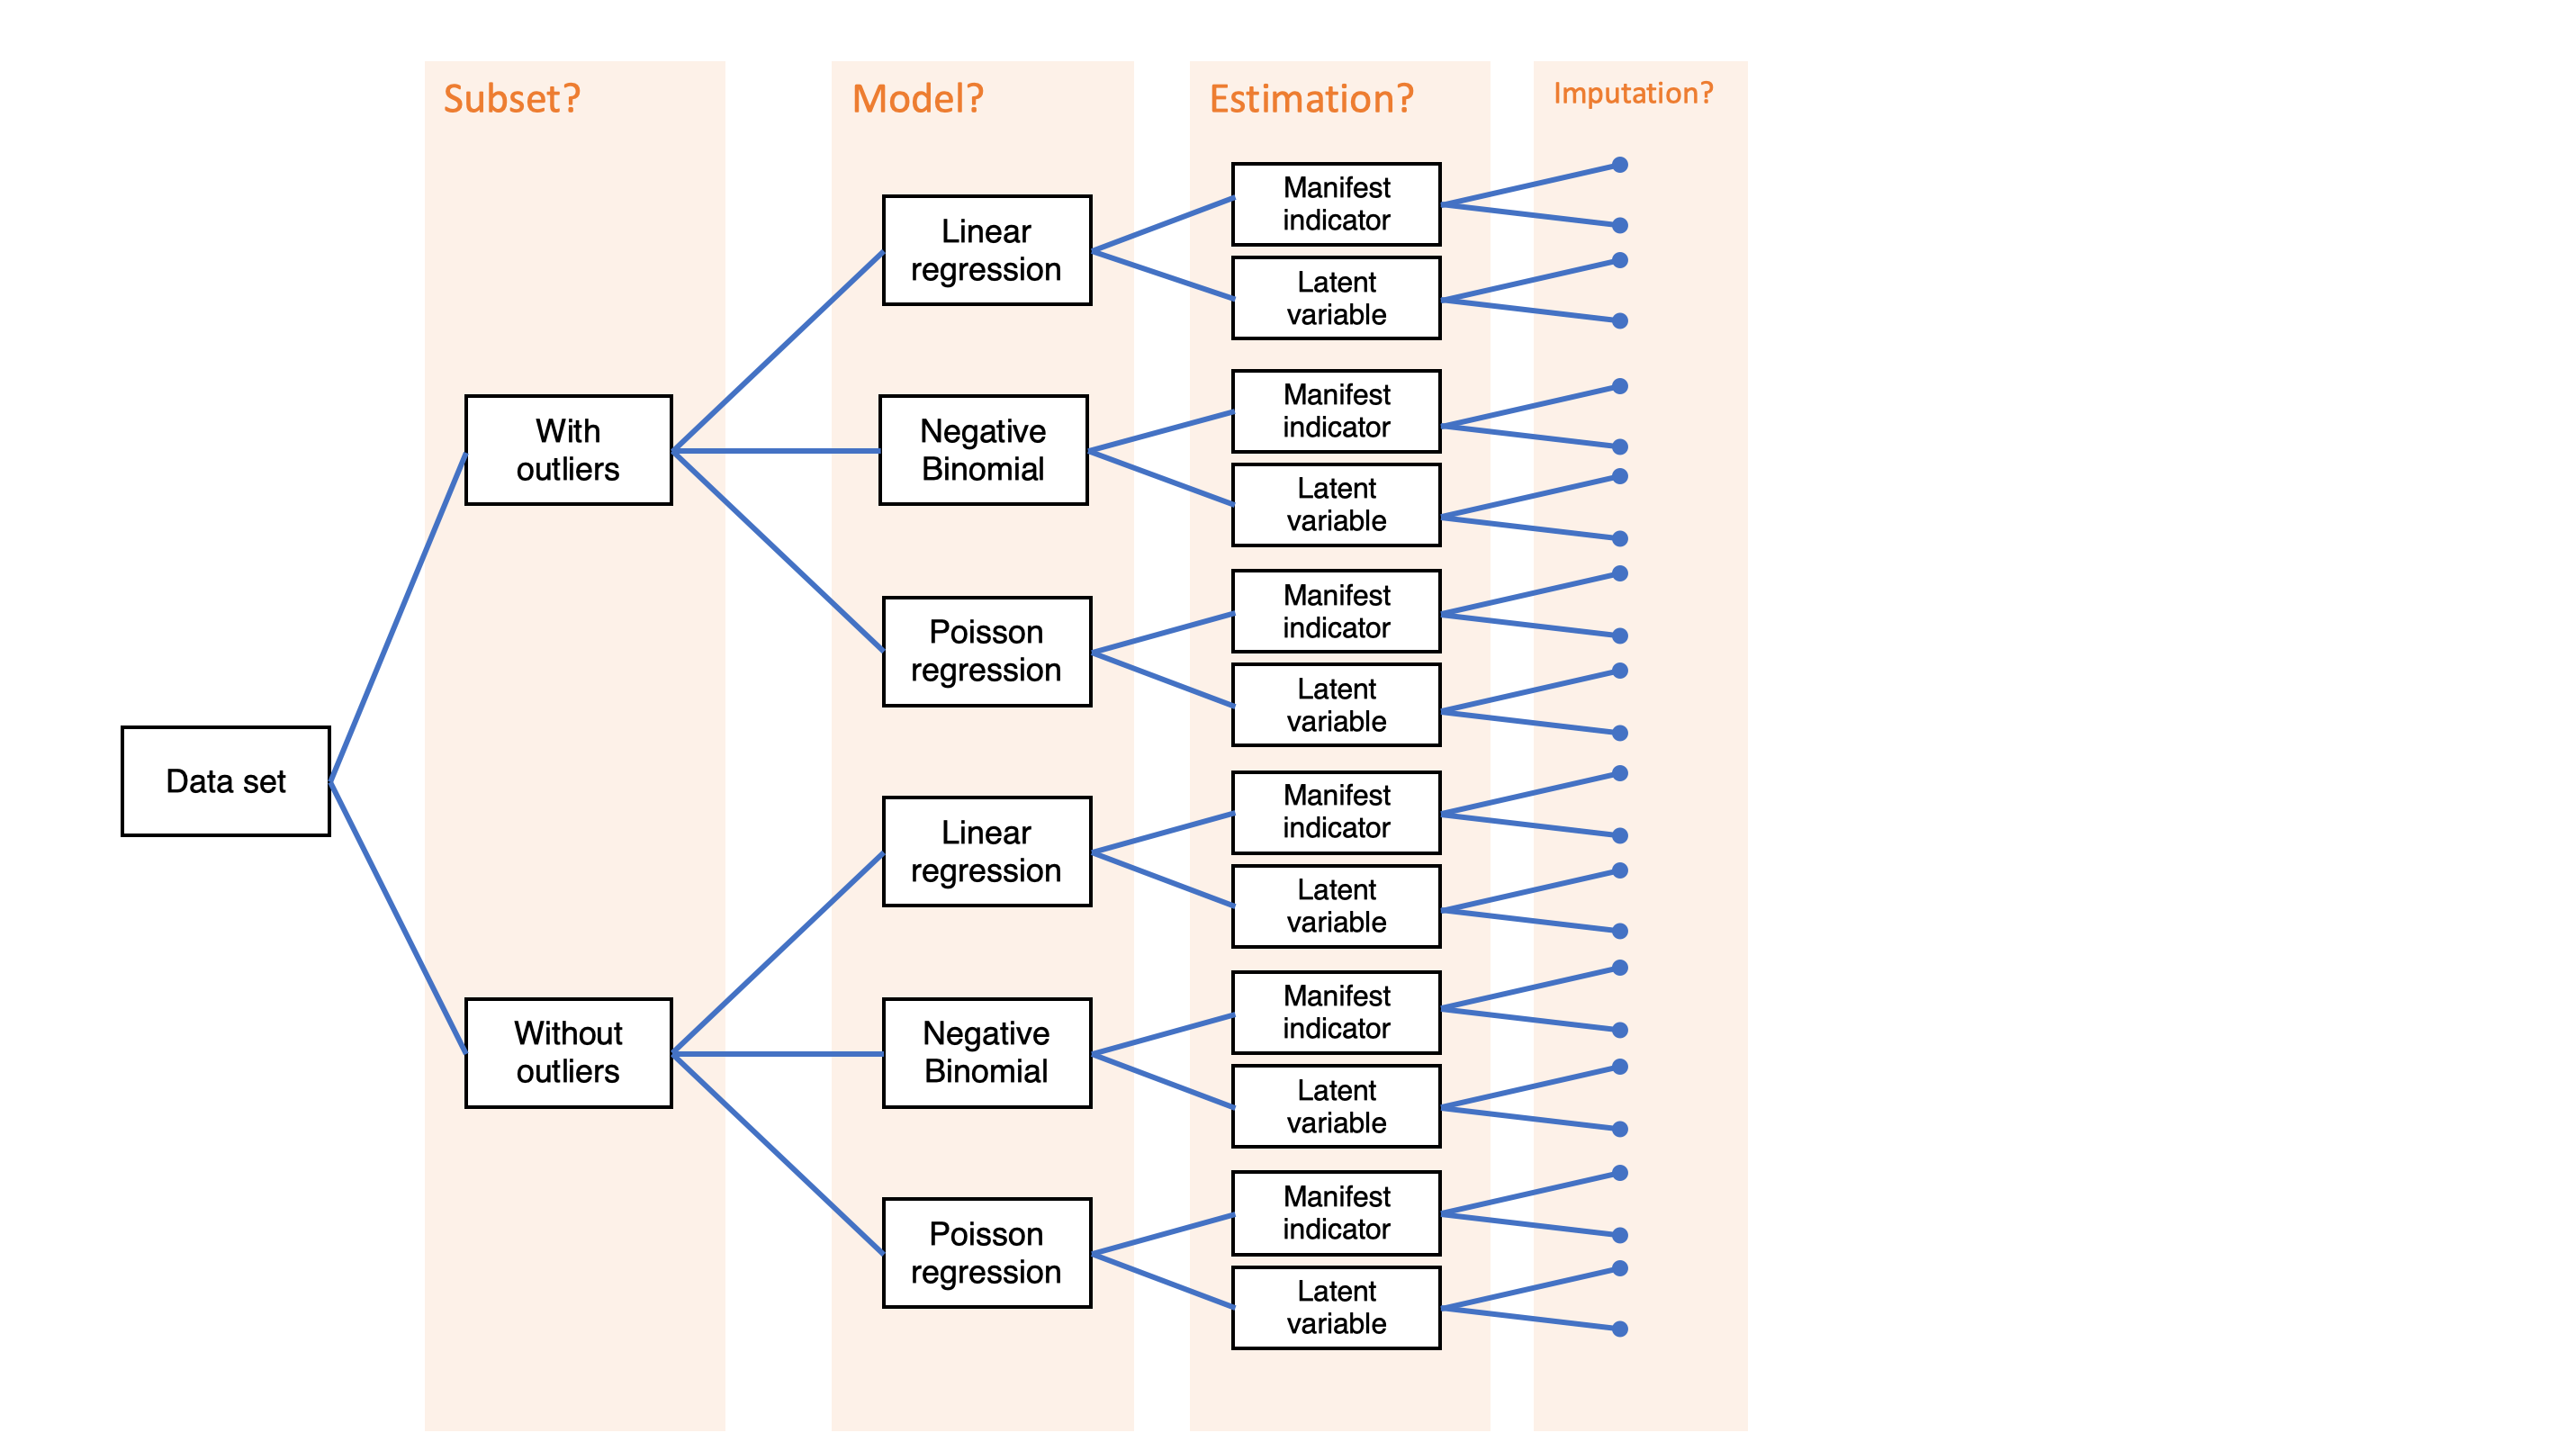 Subset?
Model?
Estimation?
Imputation?
Data set
With
outliers
Without
outliers
Linear
regression
Negative
Binomial
Poisson
regression
Linear
regression
Negative
Binomial
Poisson
regression
Manifest
indicator
Latent
variable
Manifest
indicator
Latent
variable
Manifest
indicator
Latent
variable
Manifest
indicator
Latent
variable
Manifest
indicator
Latent
variable
Manifest
indicator
Latent
variable